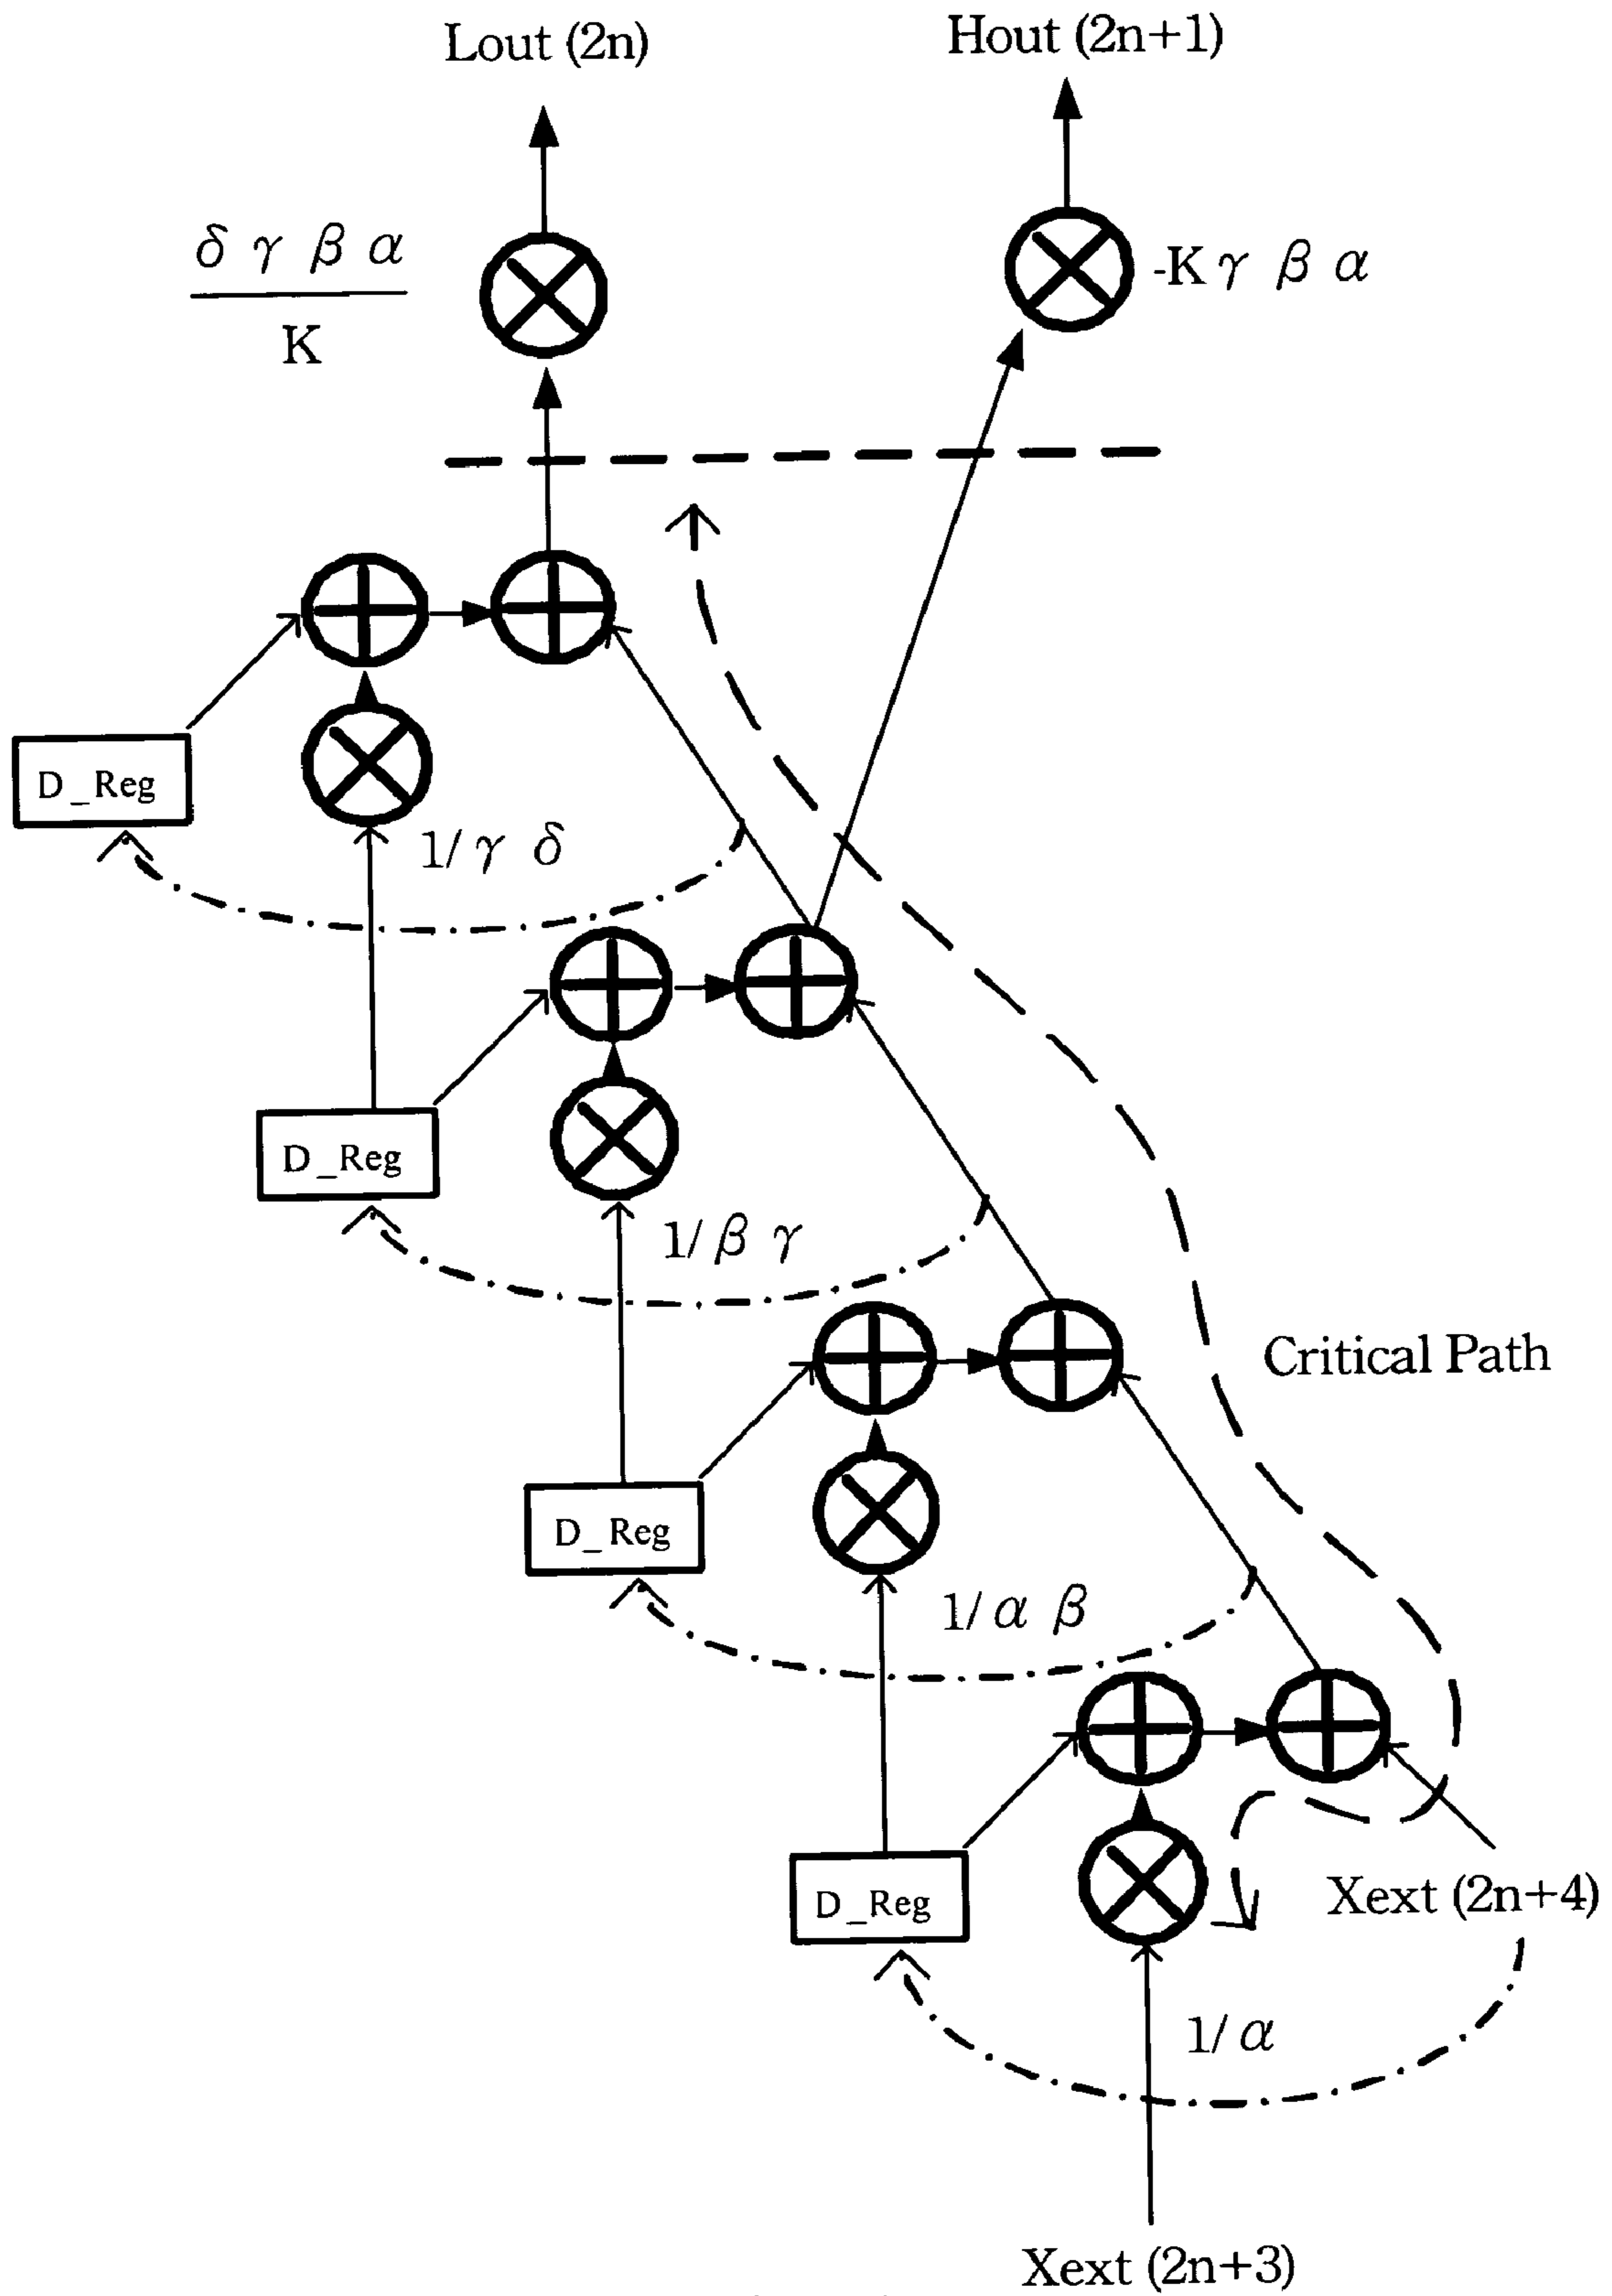 Lout (2n)
Hout (2n+1)
δ γ β α
K
-K γ β α
D_Reg
1/ γ δ
D_Reg
1/ β γ
Critical Path
D_Reg
1/ α β
D_Reg
Xext (2n+4)
1/ α
Xext (2n+3)